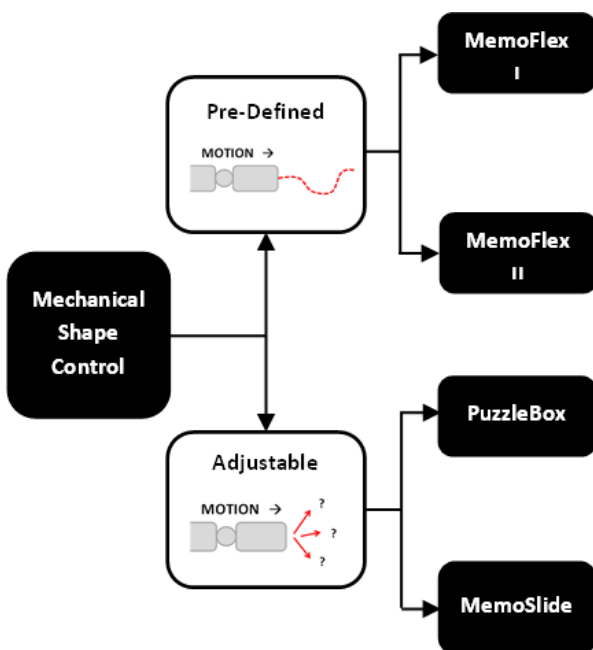 MemoFlex
I
Pre-Defined
MOTION →
MemoFlex
II
Mechanical
Shape
Control
PuzzleBox
Adjustable
MOTION →
?
?
?
MemoSlide